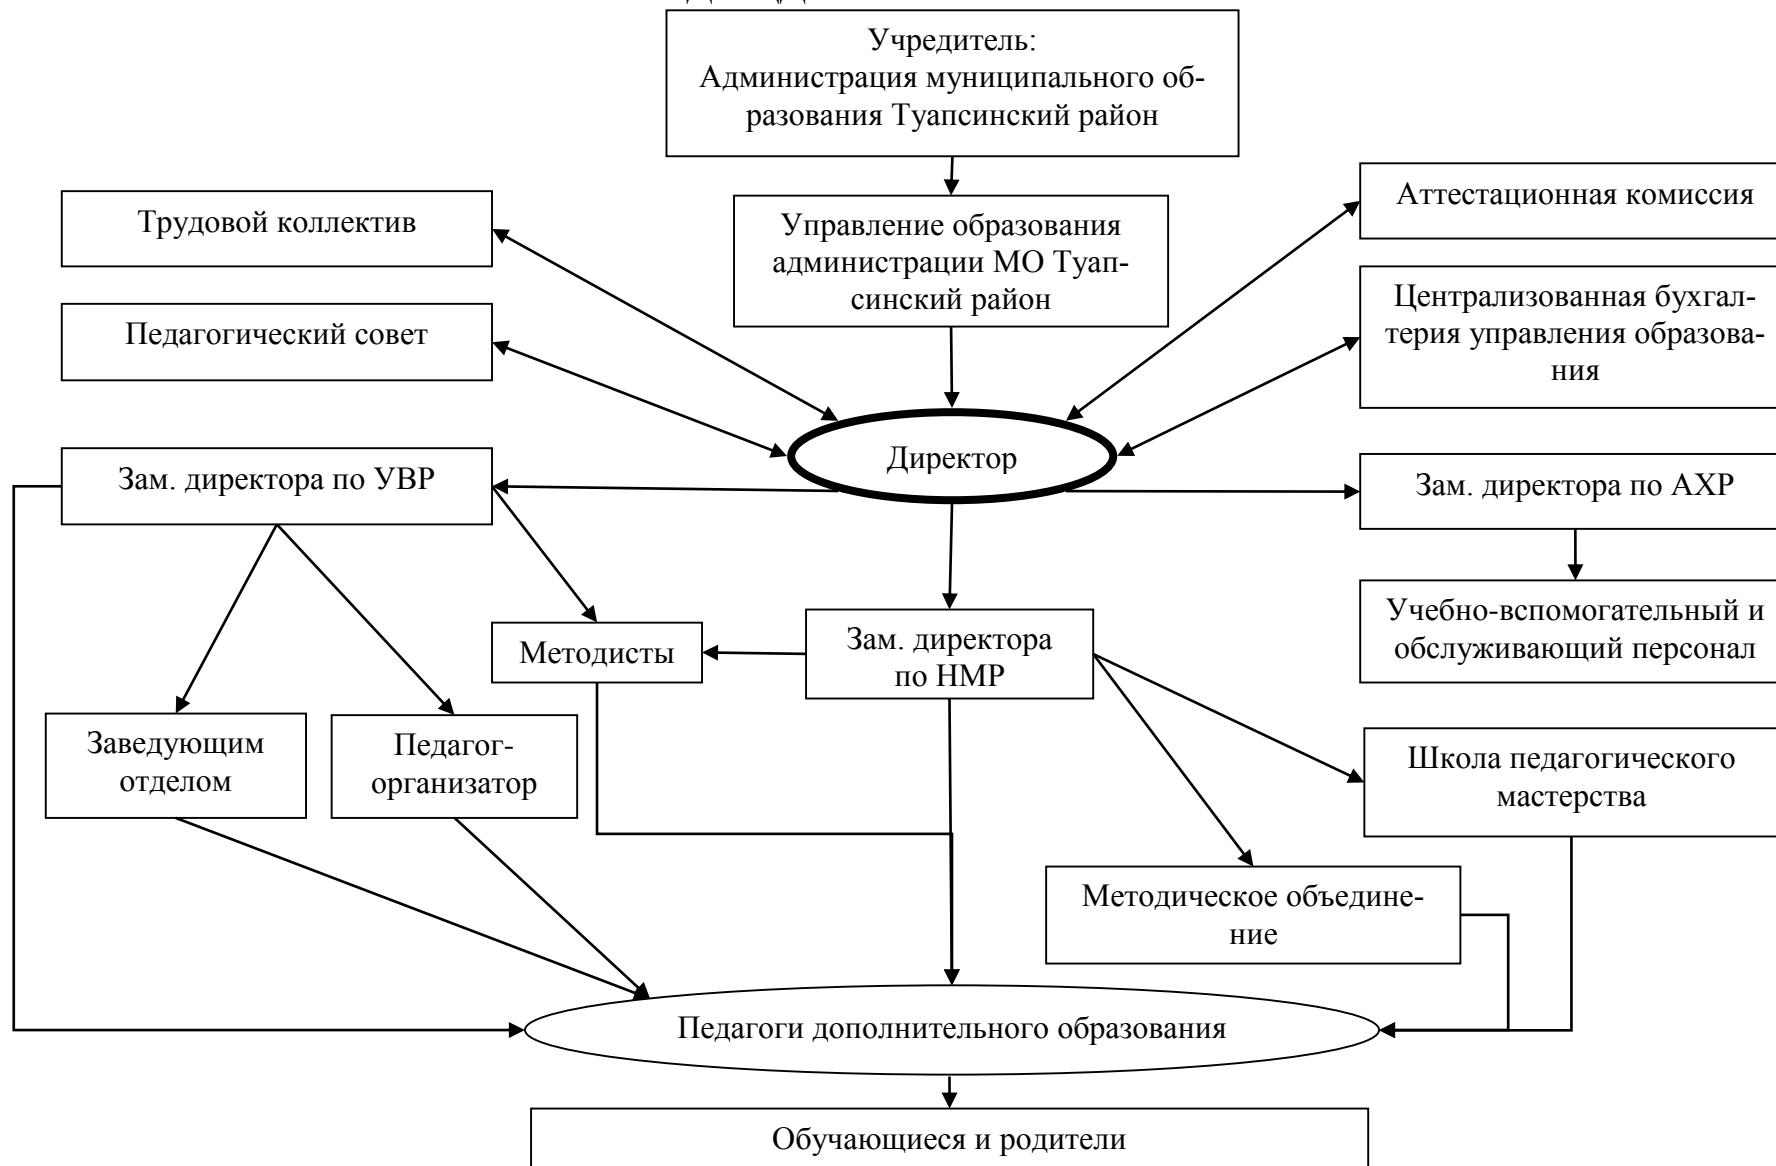 Учредитель:
Администрация муниципального об-
разования Туапсинский район
Трудовой коллектив
Управление образования
администрации МО Туап-
синский район
Аттестационная комиссия
Педагогический совет
Централизованная бухгал-
терия управления образова-
ния
Директор
Зам. директора по УВР
Зам. директора по АХР
Методисты
Зам. директора
по НМР
Учебно-вспомогательный и
обслуживающий персонал
Заведующим
отделом
Педагог-
организатор
Школа педагогического
мастерства
Методическое объедине-
ние
Педагоги дополнительного образования
Обучающиеся и родители